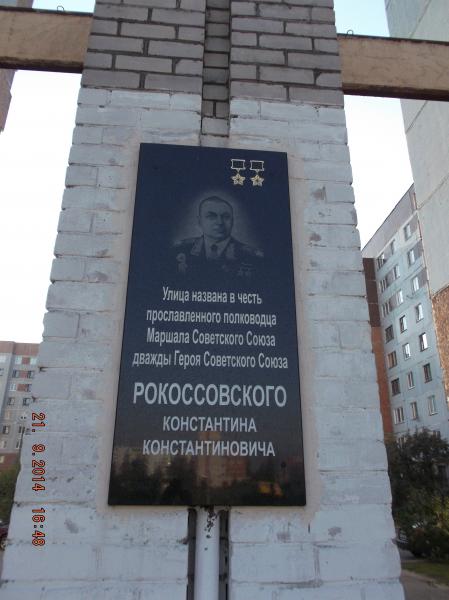 Улица названа в честь
прославленного полководца
Маршала Советского Союза
дважды Героя Советского Союза
РОКОССОВСКОГО
КОНСТАНТИНА
КОНСТАНТИНОВИЧА
21. 9.2014 16:48